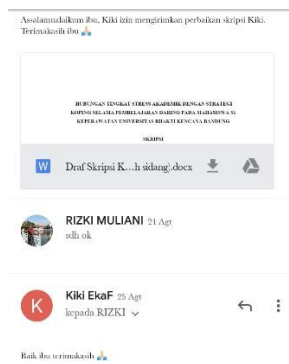 Assalamualaikum ibu, Kiki izin mengirimkan perbaikan skripsi Kiki.
Terimakasih ibu 🙏
HUBUNGAN TINGKAT STRESS AKADEMIK DENGAN STRATEGI
KOPING SELAMA PEMBELAJARAN DARING PADA MAHASISWA S1
KEPERAWATAN UNIVERSITAS BHAKTI KENCANA BANDUNG
SKRIPSI
W Draf Skripsi K...h sidang).docx
RIZKI MULIANI 21 Agt
sdh ok
K Kiki EkaF 25 Agt
kepada RIZKI
Baik ibu terimakasih 🙏